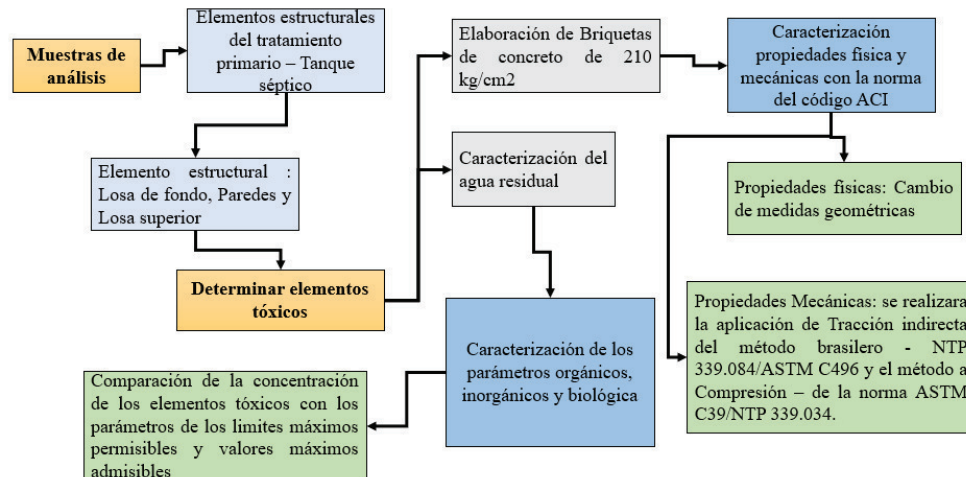 Muestras de
análisis
Elementos estructurales
del tratamiento
primario – Tanque
séptico
Elemento estructural :
Losa de fondo, Paredes y
Losa superior
Determinar elementos
tóxicos
Elaboración de Briquetas
de concreto de 210
kg/cm2
Caracterización del
agua residual
Caracterización de los
parámetros orgánicos,
inorgánicos y biológica
Comparación de la concentración
de los elementos tóxicos con los
parámetros de los limites máximos
permisibles y valores máximos
admisibles
Caracterización
propiedades física y
mecánicas con la norma
del código ACI
Propiedades físicas: Cambio
de medidas geométricas
Propiedades Mecánicas: se realizara
la aplicación de Tracción indirecta
del método brasilero - NTP
339.084/ASTM C496 y el método a
Compresión – de la norma ASTM
C39/NTP 339.034.